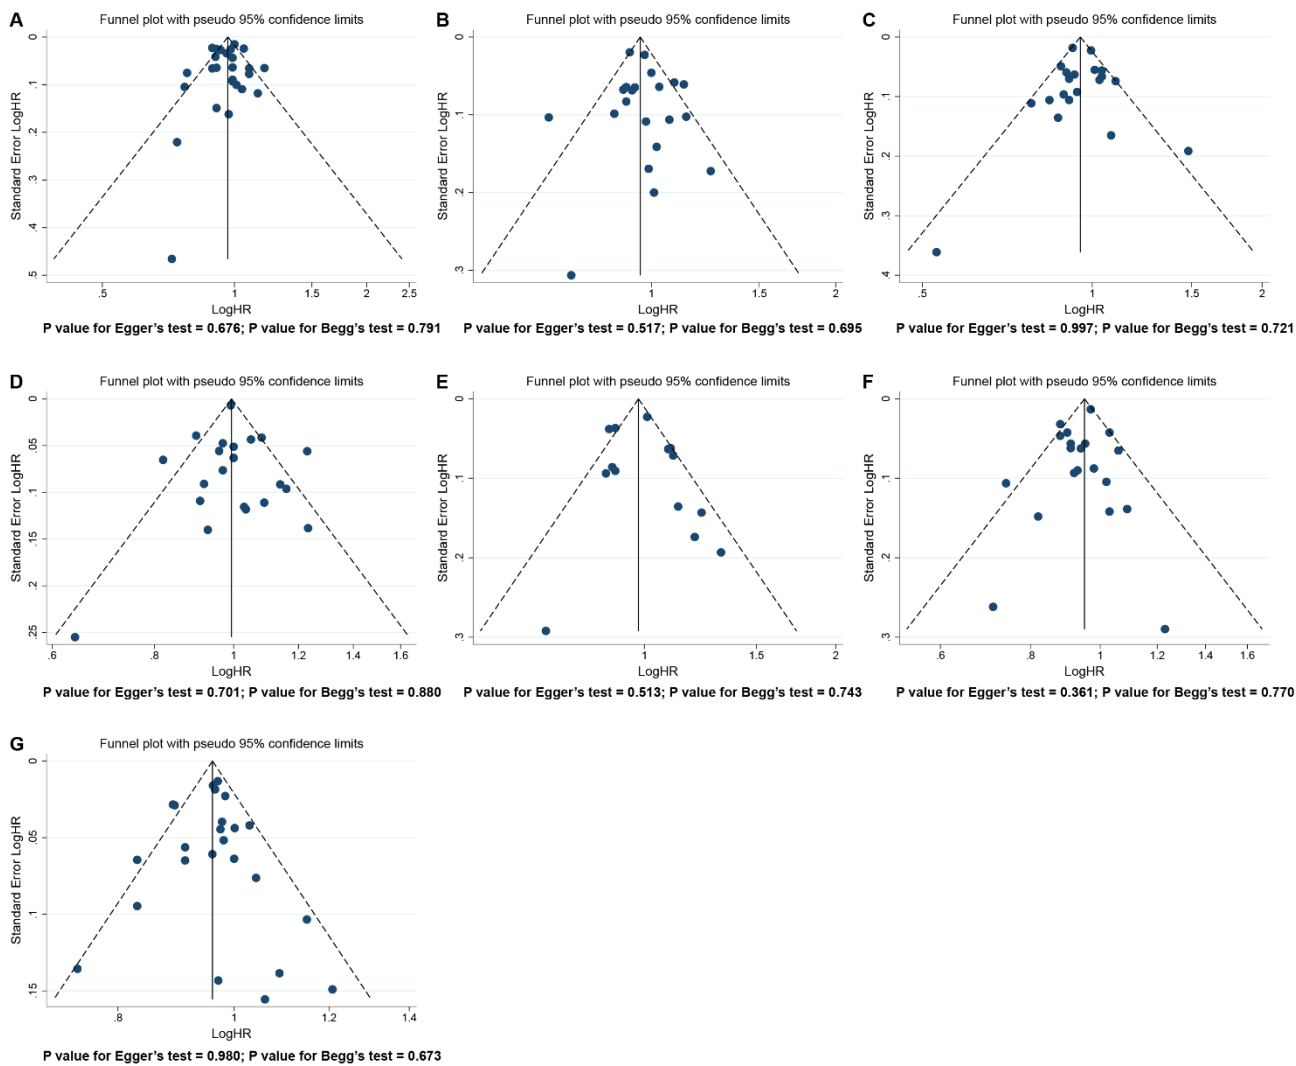 A
Funnel plot with pseudo 95% confidence limits
Standard Error LogHR
0
.1
.2
.3
.4
.5
.5 1 1.5 2 2.5
LogHR
P value for Egger's test = 0.676; P value for Begg's test = 0.791
B
Funnel plot with pseudo 95% confidence limits
Standard Error LogHR
0
.1
.2
.3
1 1.5 2
LogHR
P value for Egger's test = 0.517; P value for Begg's test = 0.695
C
Funnel plot with pseudo 95% confidence limits
Standard Error LogHR
0
.1
.2
.3
.4
.5 1 1.5 2
LogHR
P value for Egger's test = 0.997; P value for Begg's test = 0.721
D
Funnel plot with pseudo 95% confidence limits
Standard Error LogHR
0
.05
.1
.15
.2
.25
.6 .8 1 1.2 1.4 1.6
LogHR
P value for Egger's test = 0.701; P value for Begg's test = 0.880
E
Funnel plot with pseudo 95% confidence limits
Standard Error LogHR
0
.1
.2
.3
1 1.5 2
LogHR
P value for Egger's test = 0.513; P value for Begg's test = 0.743
F
Funnel plot with pseudo 95% confidence limits
Standard Error LogHR
0
.1
.2
.3
.6 .8 1 1.2 1.4 1.6
LogHR
P value for Egger's test = 0.361; P value for Begg's test = 0.770
G
Funnel plot with pseudo 95% confidence limits
Standard Error LogHR
0
.05
.1
.15
.8 1 1.2 1.4
LogHR
P value for Egger's test = 0.980; P value for Begg's test = 0.673